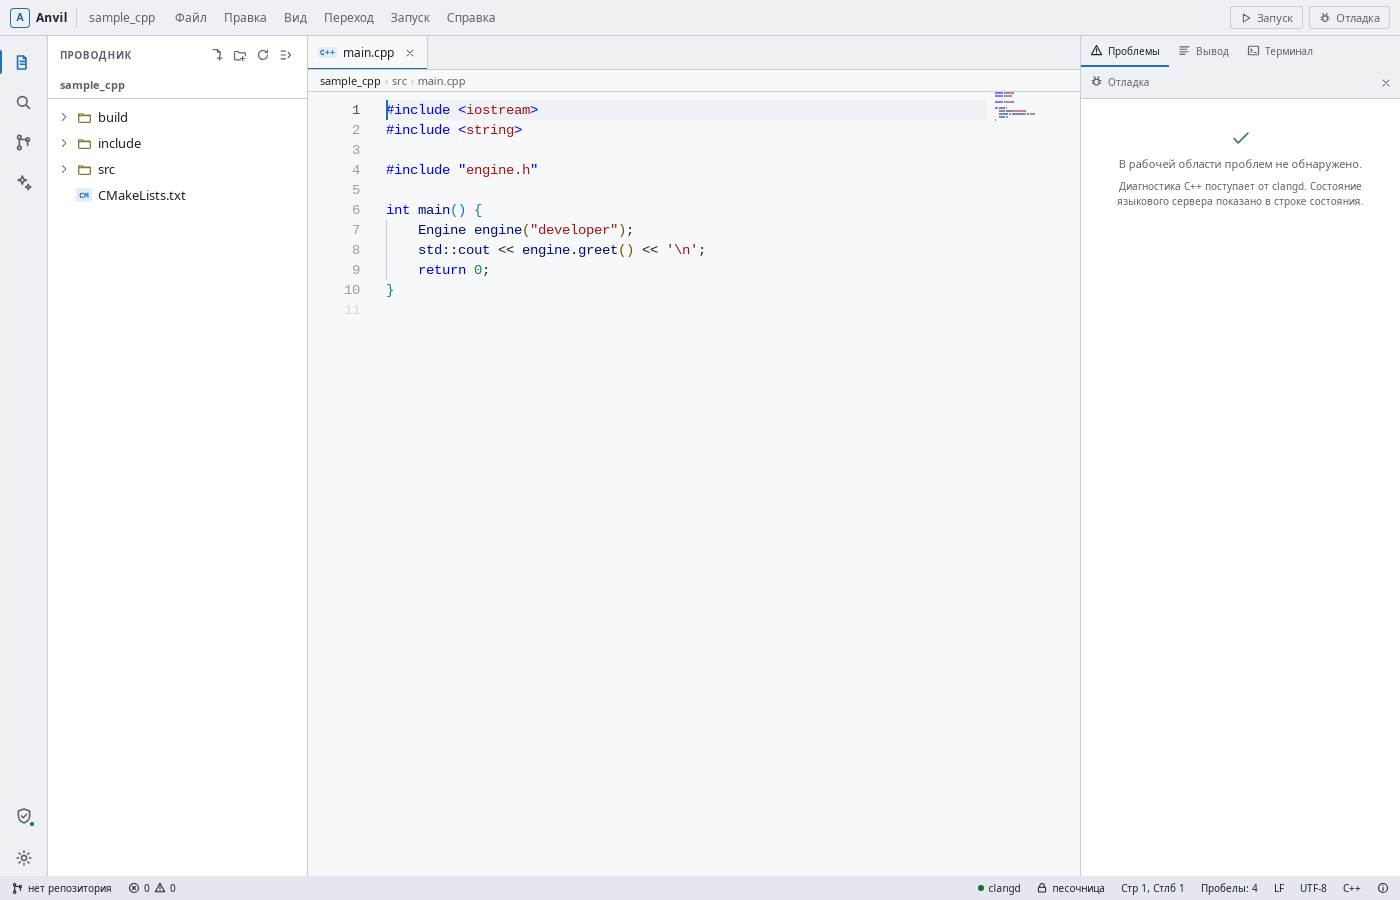 A Anvil sample_cpp Файл Правка Вид Переход Запуск Справка Запуск Отладка
ПРОВОДНИК
sample_cpp
build
include
src
CM CMakeLists.txt
C++ main.cpp
sample_cpp › src › main.cpp
1 #include <iostream>
2 #include <string>
3
4 #include "engine.h"
5
6 int main() {
7 Engine engine("developer");
8 std::cout << engine.greet() << '\n';
9 return 0;
10 }
11
Проблемы Вывод Терминал
Отладка
В рабочей области проблем не обнаружено.
Диагностика C++ поступает от clangd. Состояние
языкового сервера показано в строке состояния.
нет репозитория 0 0 clangd песочница Стр 1, Стлб 1 Пробелы: 4 LF UTF-8 C++